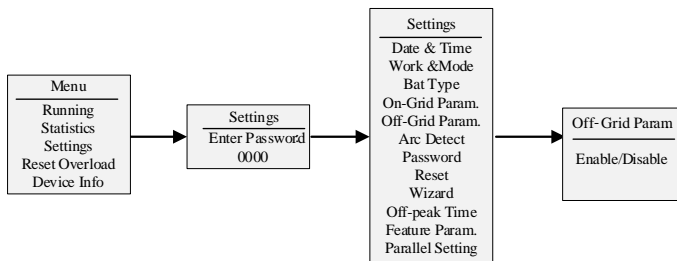 Menu
Running
Statistics
Settings
Reset Overload
Device Info
Settings
Enter Password
0000
Settings
Date & Time
Work &Mode
Bat Type
On-Grid Param.
Off-Grid Param.
Arc Detect
Password
Reset
Wizard
Off-peak Time
Feature Param.
Parallel Setting
Off-Grid Param
Enable/Disable